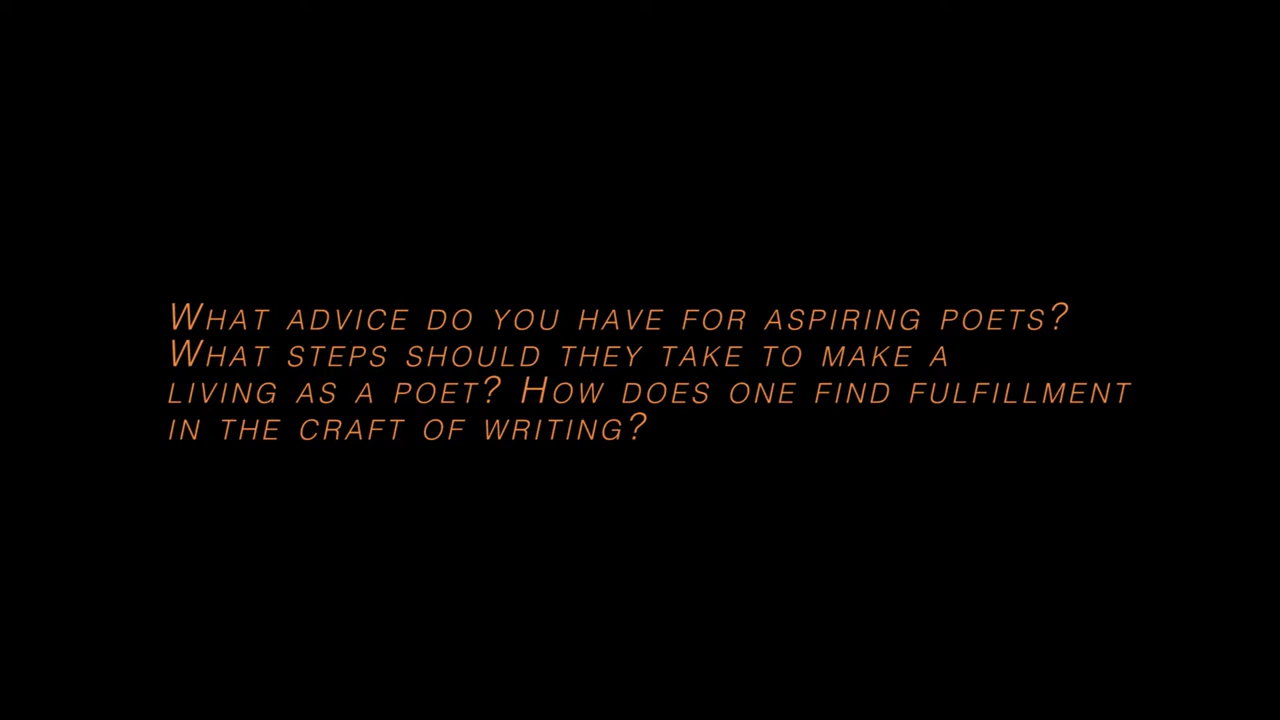 What advice do you have for aspiring poets?
What steps should they take to make a
living as a poet? How does one find fulfillment
in the craft of writing?